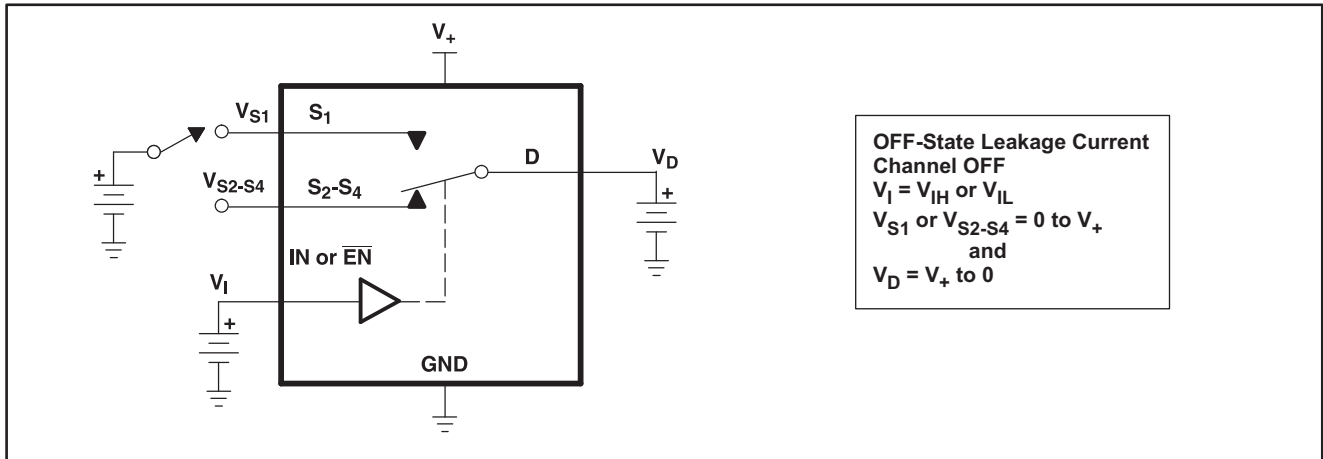 V+
VS1
S1
+
VS2-S4
S2-S4
D
VD
+
IN or EN
VI
+
GND
OFF-State Leakage Current
Channel OFF
VI = VIH or VIL
VS1 or VS2-S4 = 0 to V+
and
VD = V+ to 0